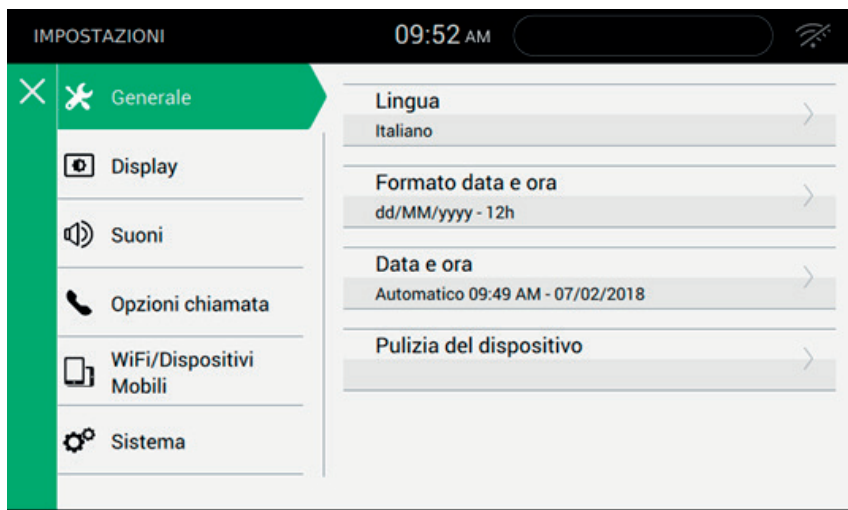 IMPOSTAZIONI
09:52 AM
Generale
Display
Suoni
Opzioni chiamata
WiFi/Dispositivi
Mobili
Sistema
Lingua
Italiano
Formato data e ora
dd/MM/yyyy - 12h
Data e ora
Automatico 09:49 AM - 07/02/2018
Pulizia del dispositivo